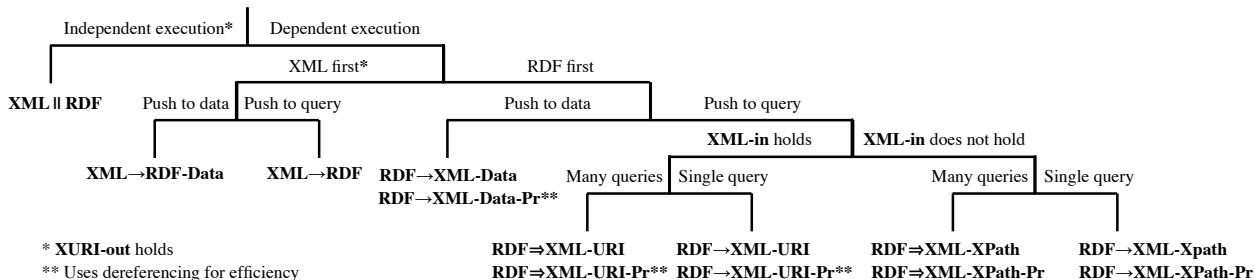 Independent execution* Dependent execution
XML first* RDF first
XML || RDF Push to data Push to query Push to data Push to query
XML-in holds XML-in does not hold
XML→RDF-Data XML→RDF RDF→XML-Data Many queries Single query Many queries Single query
RDF→XML-Data-Pr**
* XURI-out holds RDF⇒XML-URI RDF→XML-URI RDF⇒XML-XPath RDF→XML-Xpath
** Uses dereferencing for efficiency RDF⇒XML-URI-Pr** RDF→XML-URI-Pr** RDF⇒XML-XPath-Pr RDF→XML-XPath-Pr